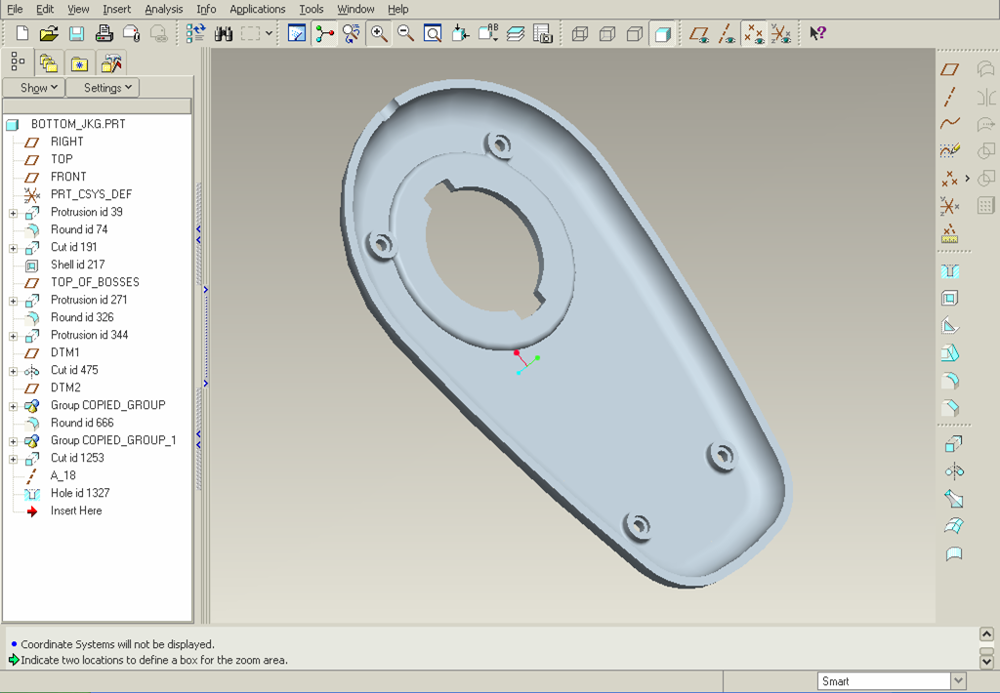 File Edit View Insert Analysis Info Applications Tools Window Help
AB
?
Show Settings
BOTTOM_JKG.PRT
RIGHT
TOP
FRONT
PRT_CSYS_DEF
Protrusion id 39
Round id 74
Cut id 191
Shell id 217
TOP_OF_BOSSES
Protrusion id 271
Round id 326
Protrusion id 344
DTM1
Cut id 475
DTM2
Group COPIED_GROUP
Round id 666
Group COPIED_GROUP_1
Cut id 1253
A_18
Hole id 1327
Insert Here
Coordinate Systems will not be displayed.
Indicate two locations to define a box for the zoom area.
Smart